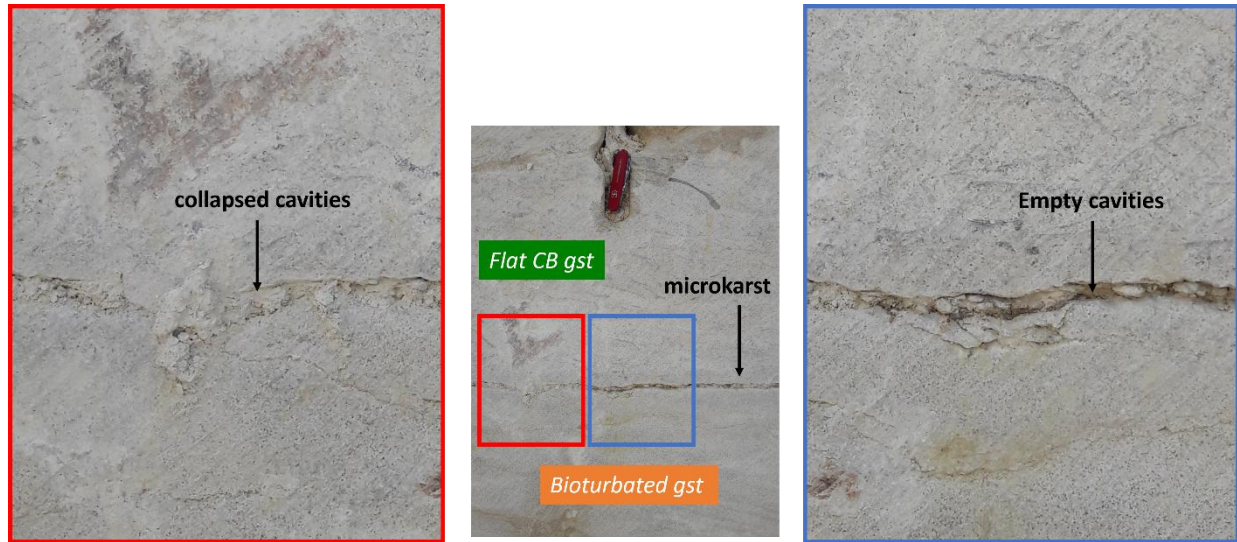 collapsed cavities
Flat CB gst
microkarst
Bioturbated gst
Empty cavities